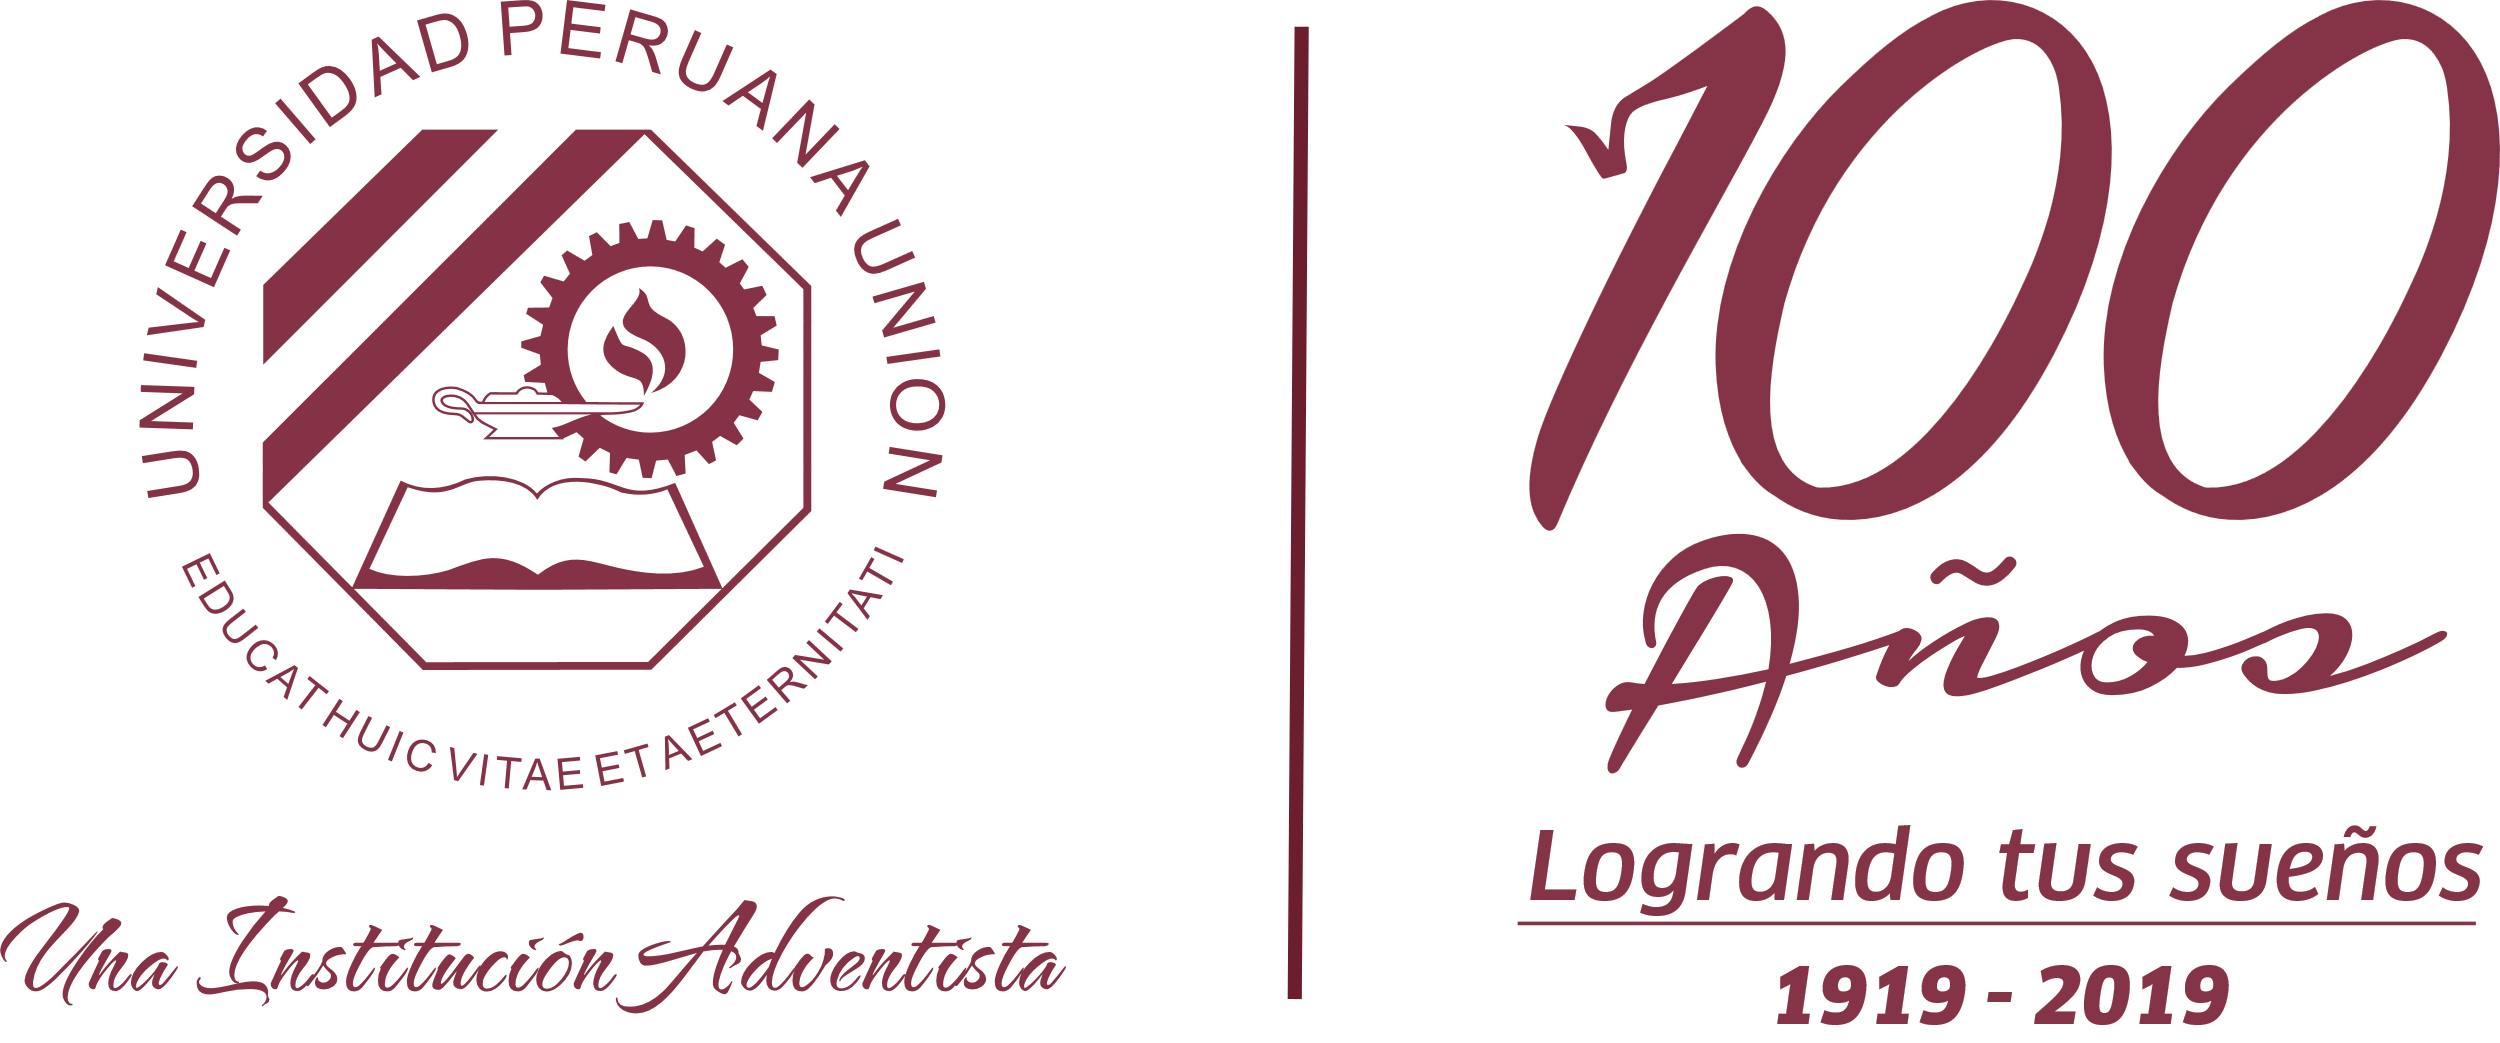 UNIVERSIDAD PERUANA UNION
EDUCAT HUIC VITAE ET AETERNITATI
Una Institución Adventista
100
Años
Logrando tus sueños
1919 - 2019